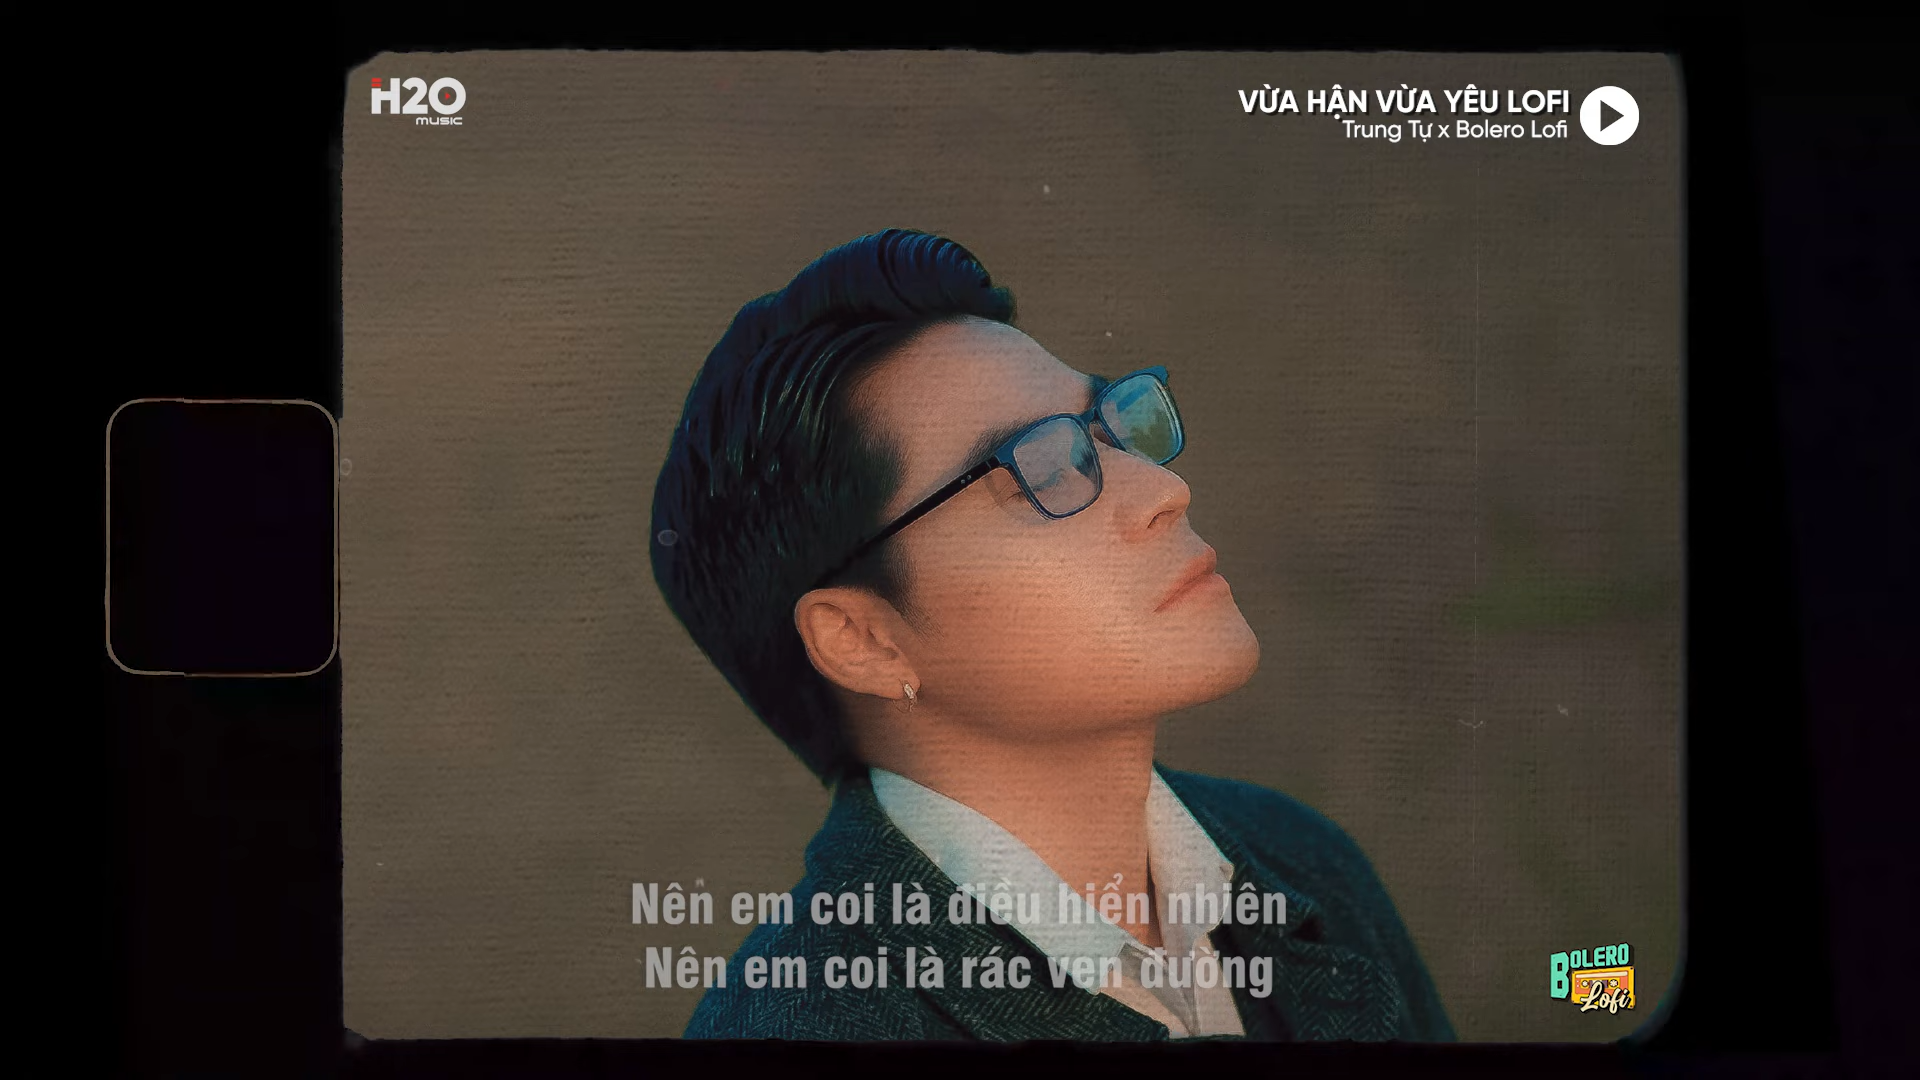 H2O
MUSIC
VỪA HẬN VỪA YÊU LOFI
Trung Tự x Bolero Lofi
Nên em coi là điều hiển nhiên
Nên em coi là rác ven đường
BOLERO
Lofi